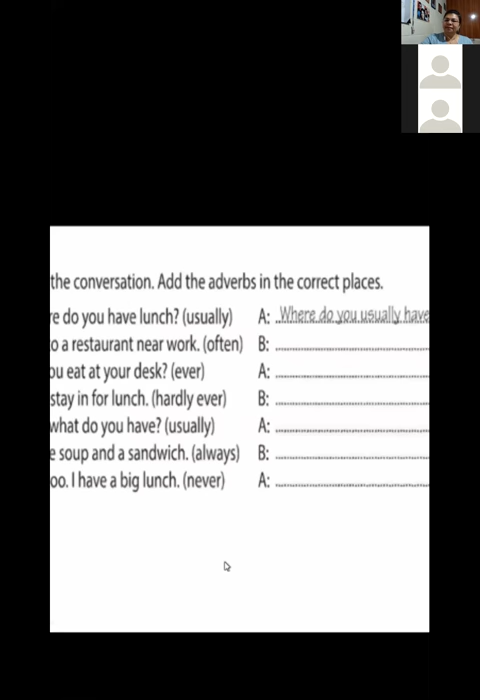 the conversation. Add the adverbs in the correct places.
re do you have lunch? (usually) A: Where do you usually have
o a restaurant near work. (often) B:
ou eat at your desk? (ever) A:
stay in for lunch. (hardly ever) B:
what do you have? (usually) A:
e soup and a sandwich. (always) B:
oo. I have a big lunch. (never) A: